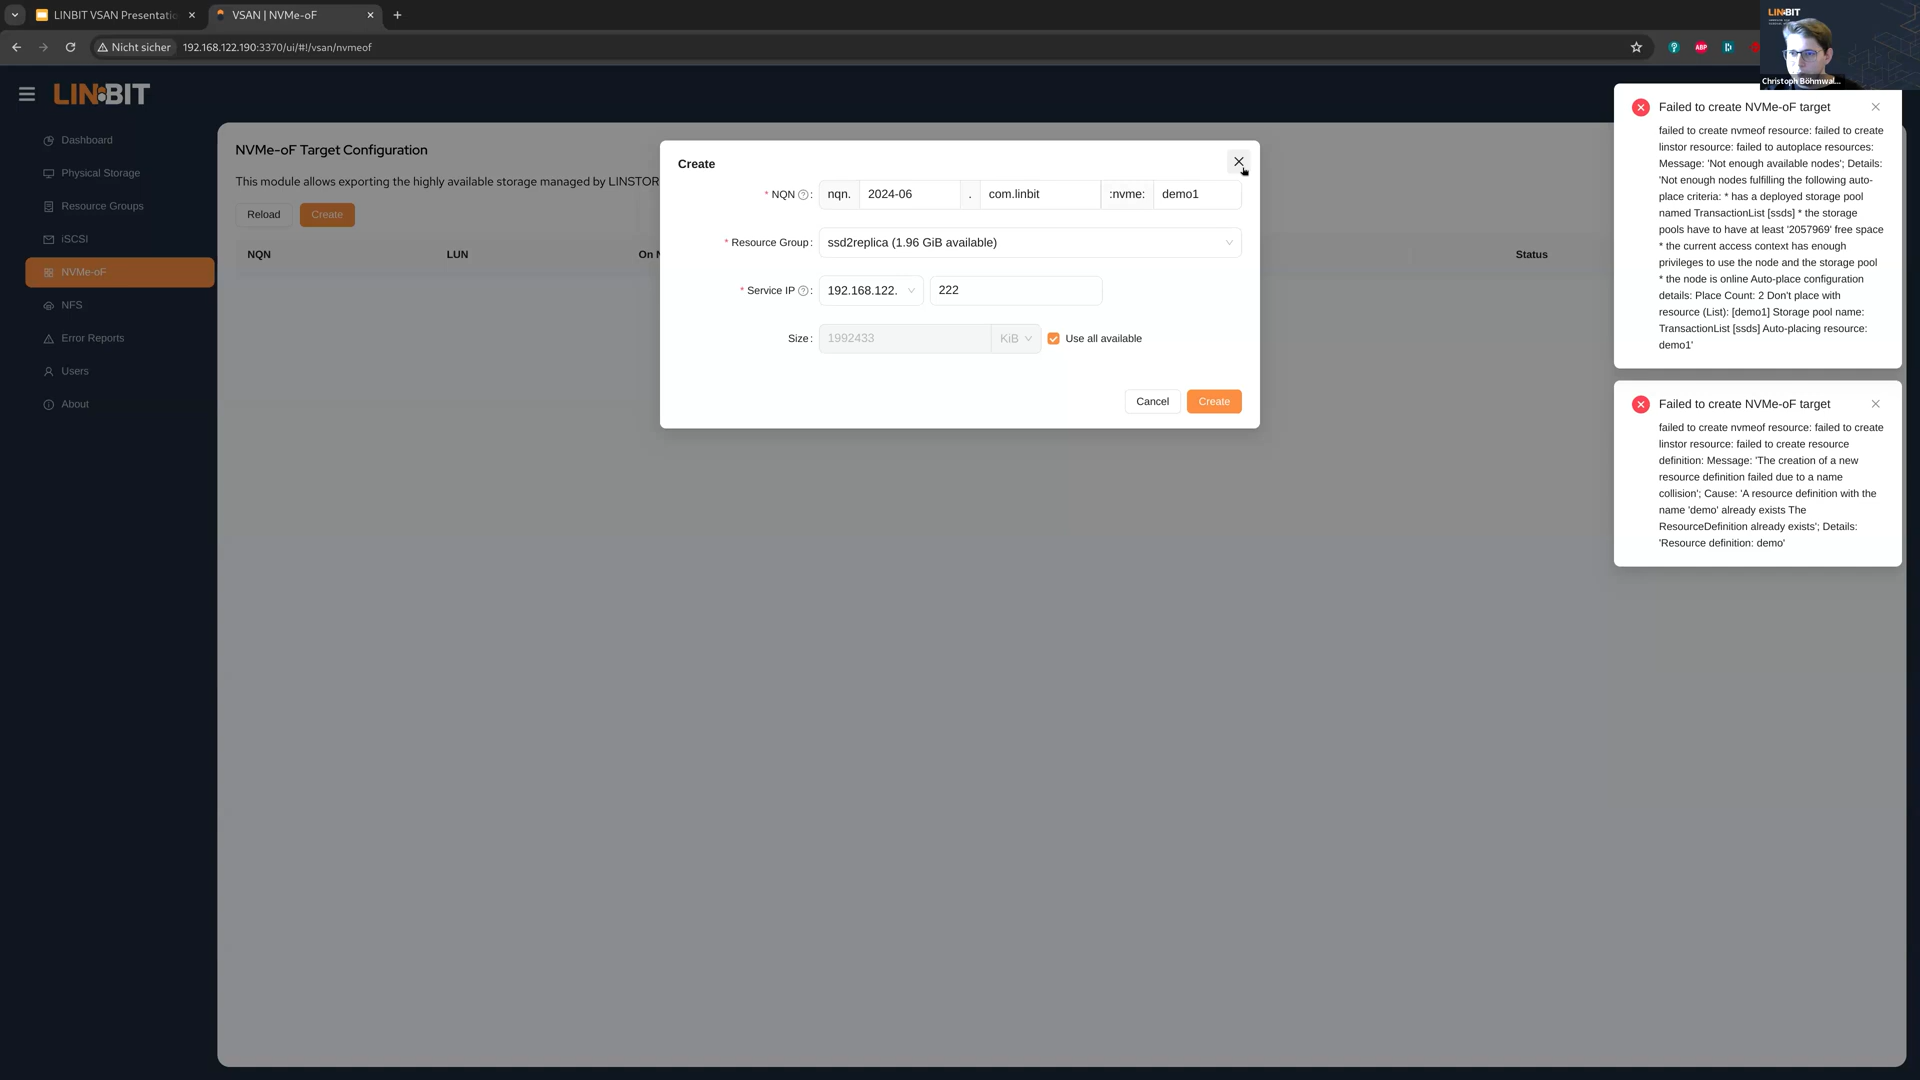 LINBIT VSAN Presentatio
VSAN | NVMe-oF
Nicht sicher
192.168.122.190:3370/ui/#!/vsan/nvmeof
ABP
LINBIT
Christoph Böhmwal...
LINBIT
Dashboard
Physical Storage
Resource Groups
iSCSI
NVMe-oF
NFS
Error Reports
Users
About
NVMe-oF Target Configuration
This module allows exporting the highly available storage managed by LINSTOR
Reload
Create
NQN
LUN
On N
Status
Create
* NQN :
nqn.
2024-06
.
com.linbit
:nvme:
demo1
* Resource Group :
ssd2replica (1.96 GiB available)
* Service IP :
192.168.122.
222
Size :
1992433
KiB
Use all available
Cancel
Create
Failed to create NVMe-oF target
failed to create nvmeof resource: failed to create
linstor resource: failed to autoplace resources:
Message: 'Not enough available nodes'; Details:
'Not enough nodes fulfilling the following auto-
place criteria: * has a deployed storage pool
named TransactionList [ssds] * the storage
pools have to have at least '2057969' free space
* the current access context has enough
privileges to use the node and the storage pool
* the node is online Auto-place configuration
details: Place Count: 2 Don't place with
resource (List): [demo1] Storage pool name:
TransactionList [ssds] Auto-placing resource:
demo1'
Failed to create NVMe-oF target
failed to create nvmeof resource: failed to create
linstor resource: failed to create resource
definition: Message: 'The creation of a new
resource definition failed due to a name
collision'; Cause: 'A resource definition with the
name 'demo' already exists The
ResourceDefinition already exists'; Details:
'Resource definition: demo'